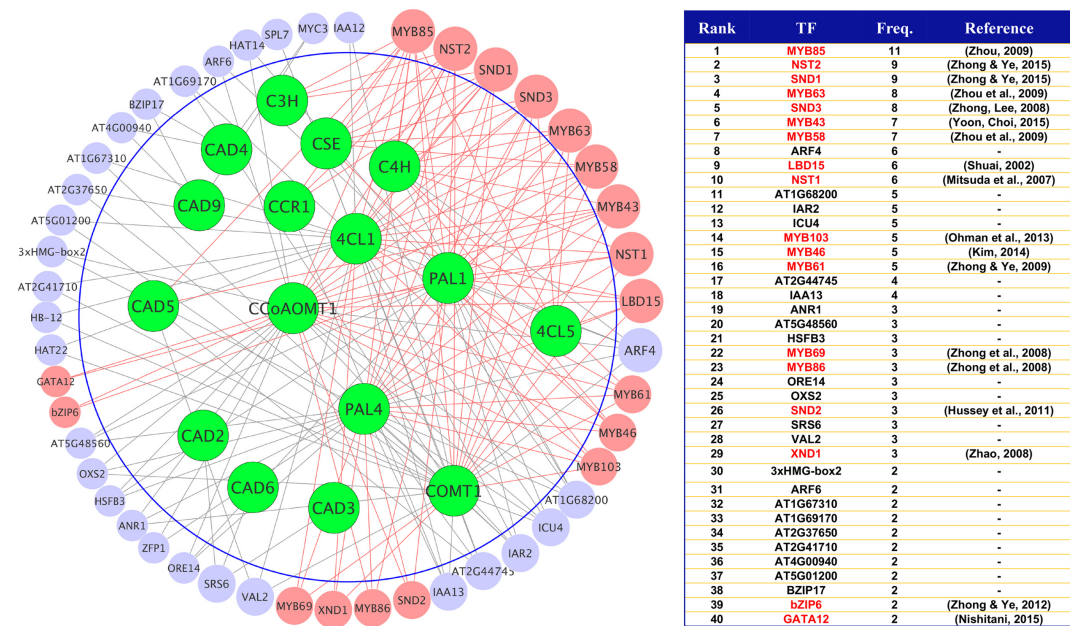 IAA12
MYC3
SPL7
HAT14
ARF6
AT1G69170
BZIP17
AT4G00940
AT1G67310
AT2G37650
AT5G01200
3xHMG-box2
AT2G41710
HB-12
HAT22
GATA12
bZIP6
AT5G48560
OXS2
HSFB3
ANR1
ZFP1
ORE14
SRS6
VAL2
MYB69
XND1
MYB86
SND2
IAA13
AT2G44745
IAR2
ICU4
AT1G68200
MYB103
MYB46
MYB61
ARF4
LBD15
NST1
MYB43
MYB58
MYB63
SND3
SND1
NST2
MYB85
C3H
CSE
C4H
CAD4
CAD9
CCR1
4CL1
PAL1
CAD5
CCoAOMT1
4CL5
PAL4
CAD2
CAD6
CAD3
COMT1
Rank TF Freq. Reference
1 MYB85 11 (Zhou, 2009)
2 NST2 9 (Zhong & Ye, 2015)
3 SND1 9 (Zhong & Ye, 2015)
4 MYB63 8 (Zhou et al., 2009)
5 SND3 8 (Zhong, Lee, 2008)
6 MYB43 7 (Yoon, Choi, 2015)
7 MYB58 7 (Zhou et al., 2009)
8 ARF4 6 -
9 LBD15 6 (Shuai, 2002)
10 NST1 6 (Mitsuda et al., 2007)
11 AT1G68200 5 -
12 IAR2 5 -
13 ICU4 5 -
14 MYB103 5 (Ohman et al., 2013)
15 MYB46 5 (Kim, 2014)
16 MYB61 5 (Zhong & Ye, 2009)
17 AT2G44745 4 -
18 IAA13 4 -
19 ANR1 3 -
20 AT5G48560 3 -
21 HSFB3 3 -
22 MYB69 3 (Zhong et al., 2008)
23 MYB86 3 (Zhong et al., 2008)
24 ORE14 3 -
25 OXS2 3 -
26 SND2 3 (Hussey et al., 2011)
27 SRS6 3 -
28 VAL2 3 -
29 XND1 3 (Zhao, 2008)
30 3xHMG-box2 2 -
31 ARF6 2 -
32 AT1G67310 2 -
33 AT1G69170 2 -
34 AT2G37650 2 -
35 AT2G41710 2 -
36 AT4G00940 2 -
37 AT5G01200 2 -
38 BZIP17 2 -
39 bZIP6 2 (Zhong & Ye, 2012)
40 GATA12 2 (Nishitani, 2015)